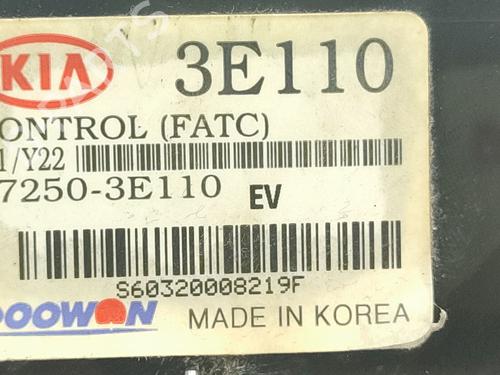 KIA 3E110
ONTROL (FATC)
1/Y22
7250-3E110 EV
S60320008219F
DOOWON MADE IN KOREA